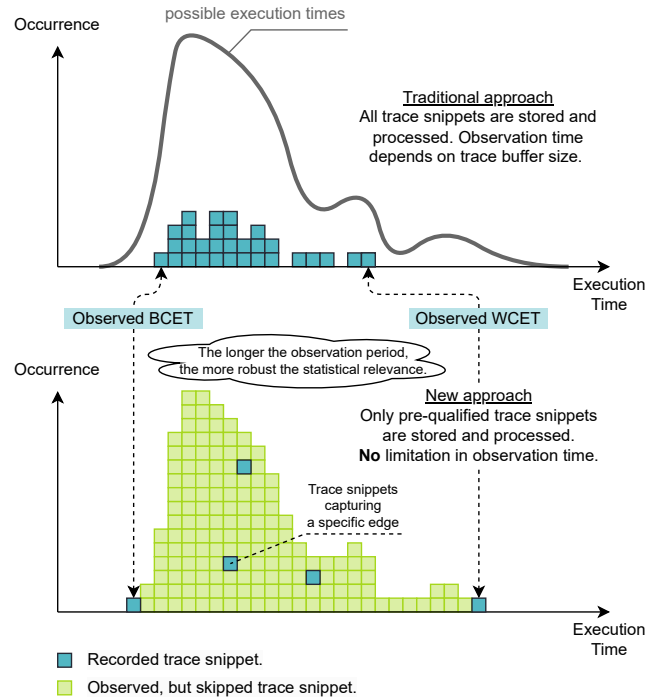 possible execution times
Occurrence
Traditional approach
All trace snippets are stored and
processed. Observation time
depends on trace buffer size.
Execution
Time
Observed BCET
Observed WCET
The longer the observation period,
the more robust the statistical relevance.
Occurrence
New approach
Only pre-qualified trace snippets
are stored and processed.
No limitation in observation time.
Trace snippets
capturing
a specific edge
Execution
Time
Recorded trace snippet.
Observed, but skipped trace snippet.